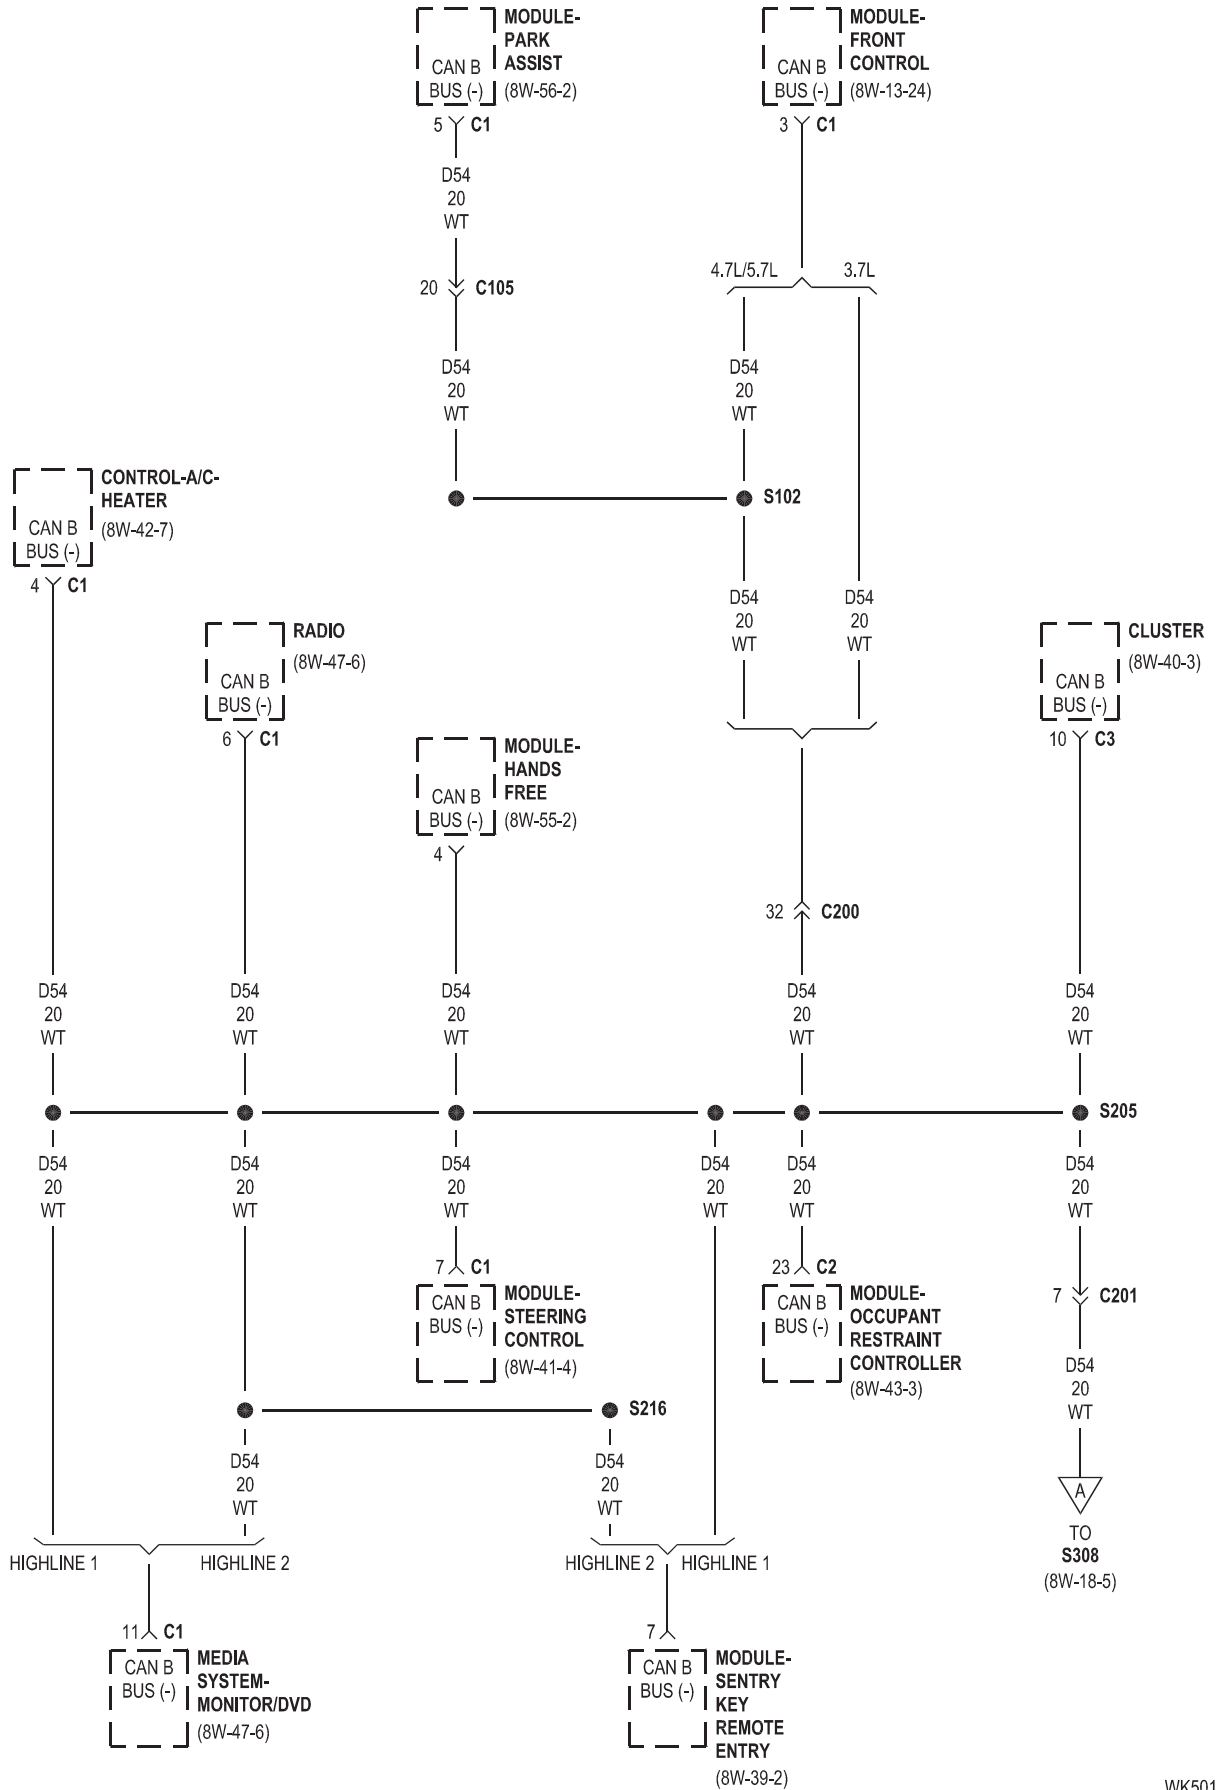 MODULE-
PARK
ASSIST
(8W-56-2)
CAN B
BUS (-)
5 C1
D54
20
WT
20 C105
D54
20
WT
MODULE-
FRONT
CONTROL
(8W-13-24)
CAN B
BUS (-)
3 C1
4.7L/5.7L 3.7L
D54
20
WT
S102
D54
20
WT
D54
20
WT
32 C200
CONTROL-A/C-
HEATER
(8W-42-7)
CAN B
BUS (-)
4 C1
RADIO
(8W-47-6)
CAN B
BUS (-)
6 C1
MODULE-
HANDS
FREE
(8W-55-2)
CAN B
BUS (-)
4
CLUSTER
(8W-40-3)
CAN B
BUS (-)
10 C3
D54 D54 D54 D54 D54
20 20 20 20 20
WT WT WT WT WT
S205
D54 D54 D54 D54 D54 D54
20 20 20 20 20 20
WT WT WT WT WT WT
7 C1
CAN B
BUS (-)
MODULE-
STEERING
CONTROL
(8W-41-4)
23 C2
CAN B
BUS (-)
MODULE-
OCCUPANT
RESTRAINT
CONTROLLER
(8W-43-3)
7 C201
D54
20
WT
A
TO
S308
(8W-18-5)
S216
D54
20
WT
D54
20
WT
HIGHLINE 1 HIGHLINE 2
HIGHLINE 2 HIGHLINE 1
11 C1
CAN B
BUS (-)
MEDIA
SYSTEM-
MONITOR/DVD
(8W-47-6)
7
CAN B
BUS (-)
MODULE-
SENTRY
KEY
REMOTE
ENTRY
(8W-39-2)
WK501